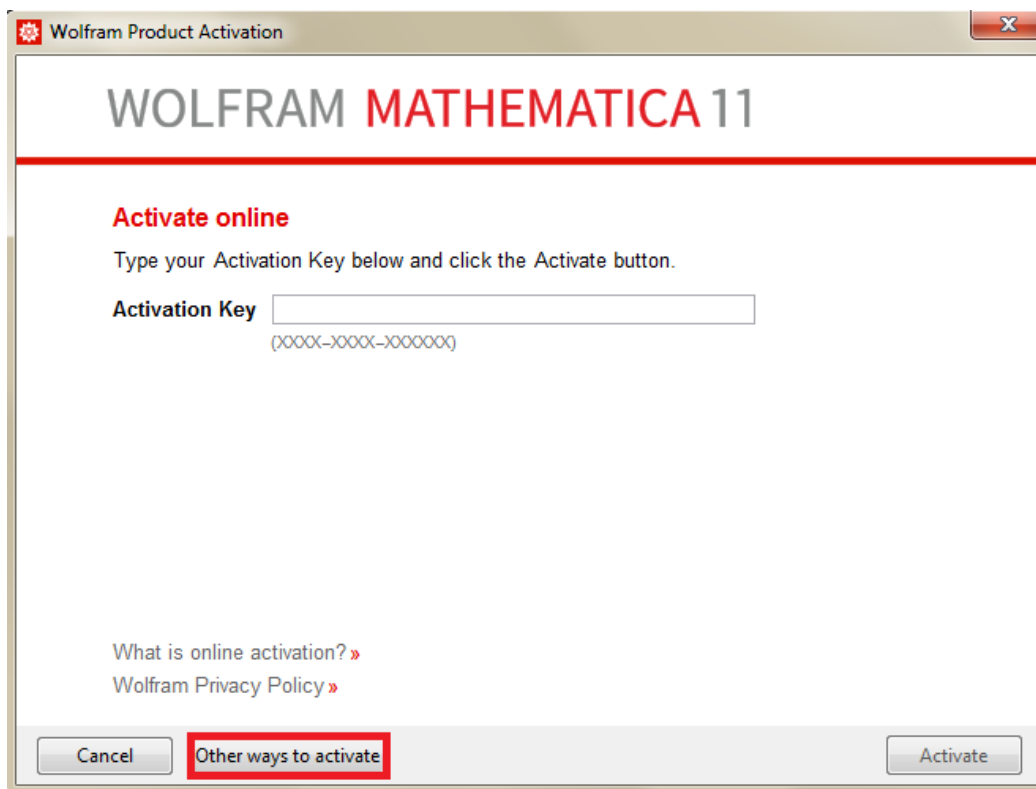 Wolfram Product Activation
x
WOLFRAM MATHEMATICA 11
Activate online
Type your Activation Key below and click the Activate button.
Activation Key
(XXXX–XXXX–XXXXXX)
What is online activation? »
Wolfram Privacy Policy »
Cancel Other ways to activate Activate